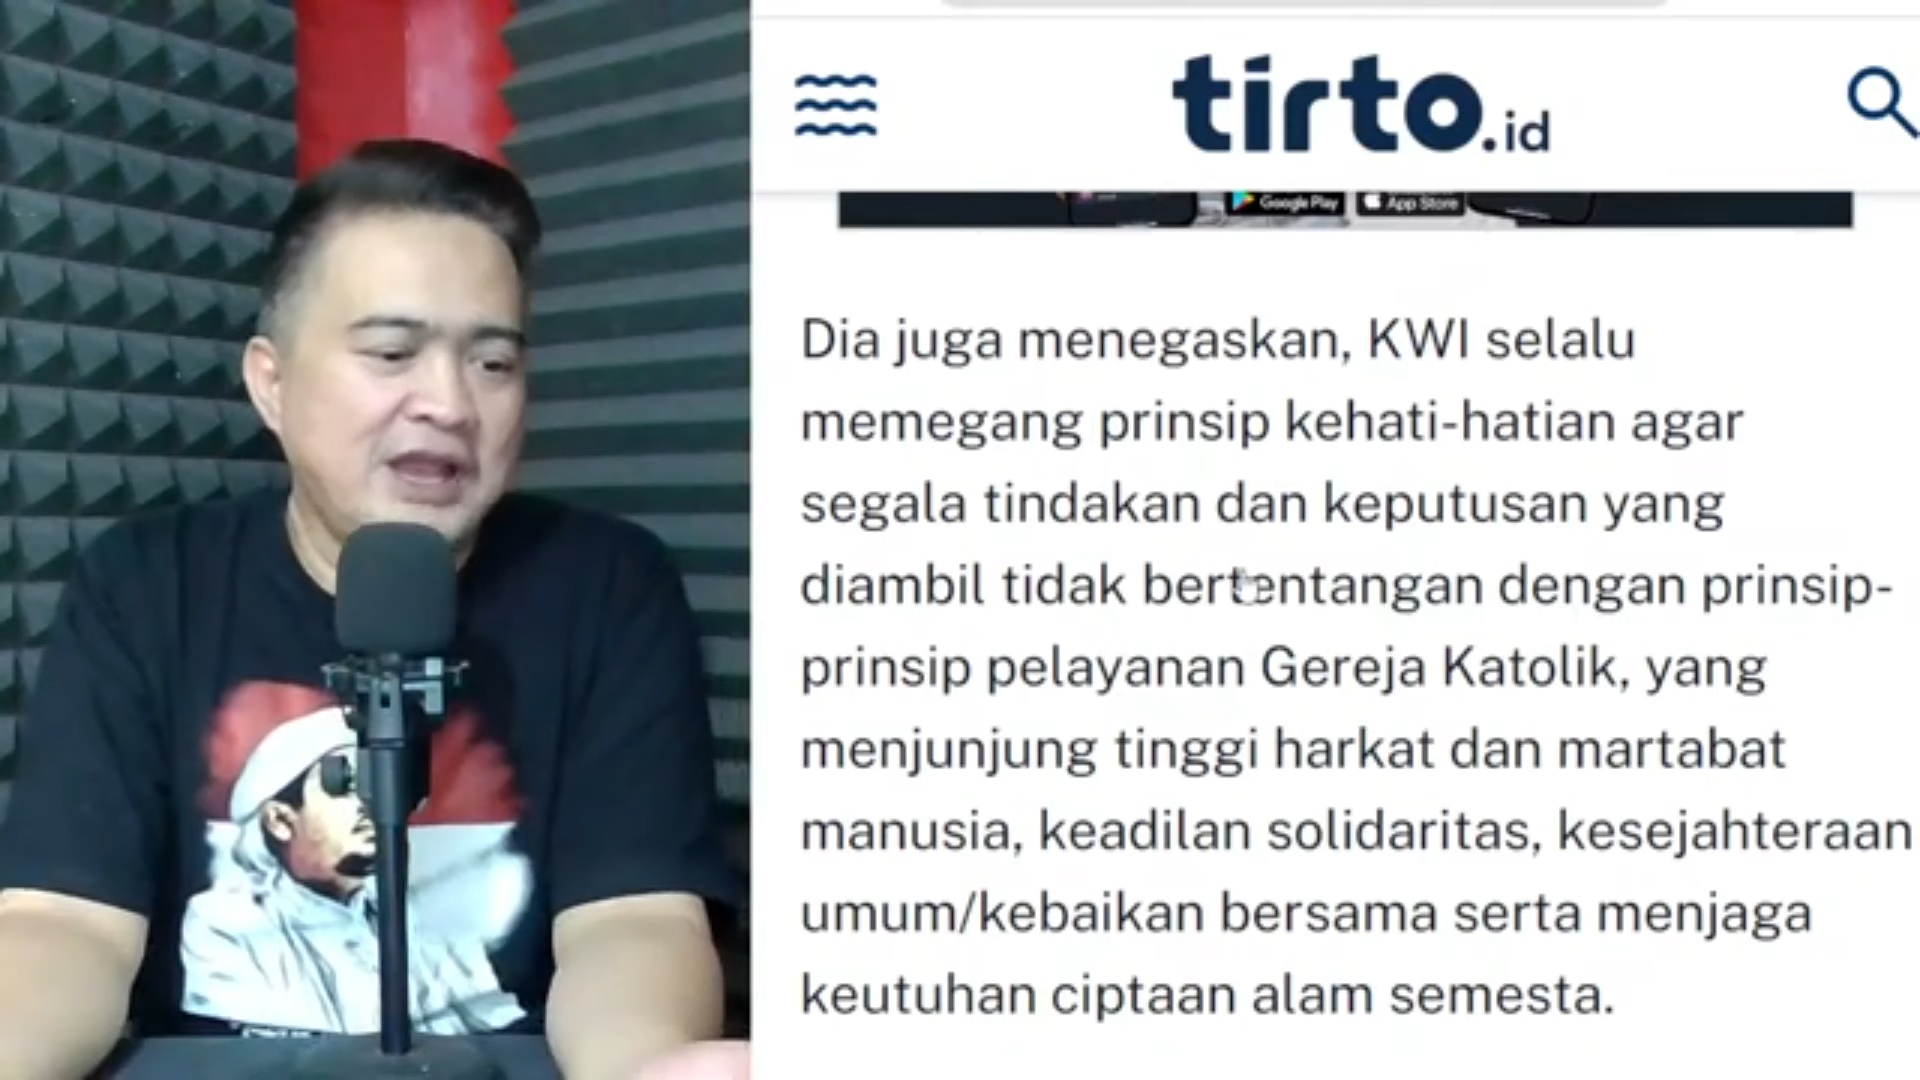 tirto.id
Google Play
App Store
Dia juga menegaskan, KWI selalu
memegang prinsip kehati-hatian agar
segala tindakan dan keputusan yang
diambil tidak bertentangan dengan prinsip-
prinsip pelayanan Gereja Katolik, yang
menjunjung tinggi harkat dan martabat
manusia, keadilan solidaritas, kesejahteraan
umum/kebaikan bersama serta menjaga
keutuhan ciptaan alam semesta.